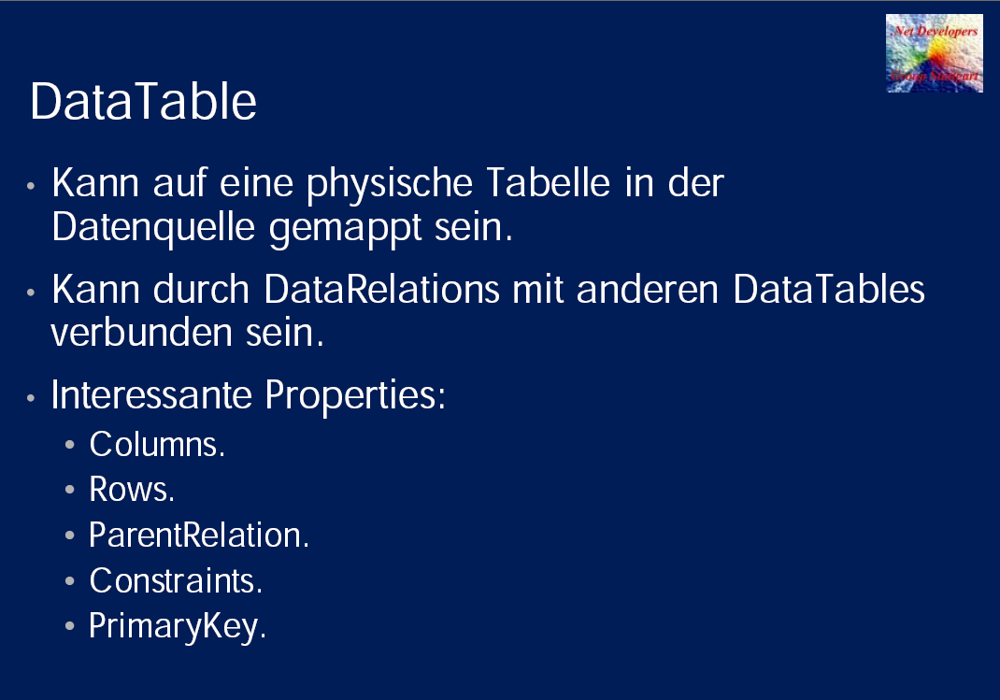 .Net Developers
Group Stuttgart
DataTable
• Kann auf eine physische Tabelle in der
Datenquelle gemappt sein.
• Kann durch DataRelations mit anderen DataTables
verbunden sein.
• Interessante Properties:
• Columns.
• Rows.
• ParentRelation.
• Constraints.
• PrimaryKey.